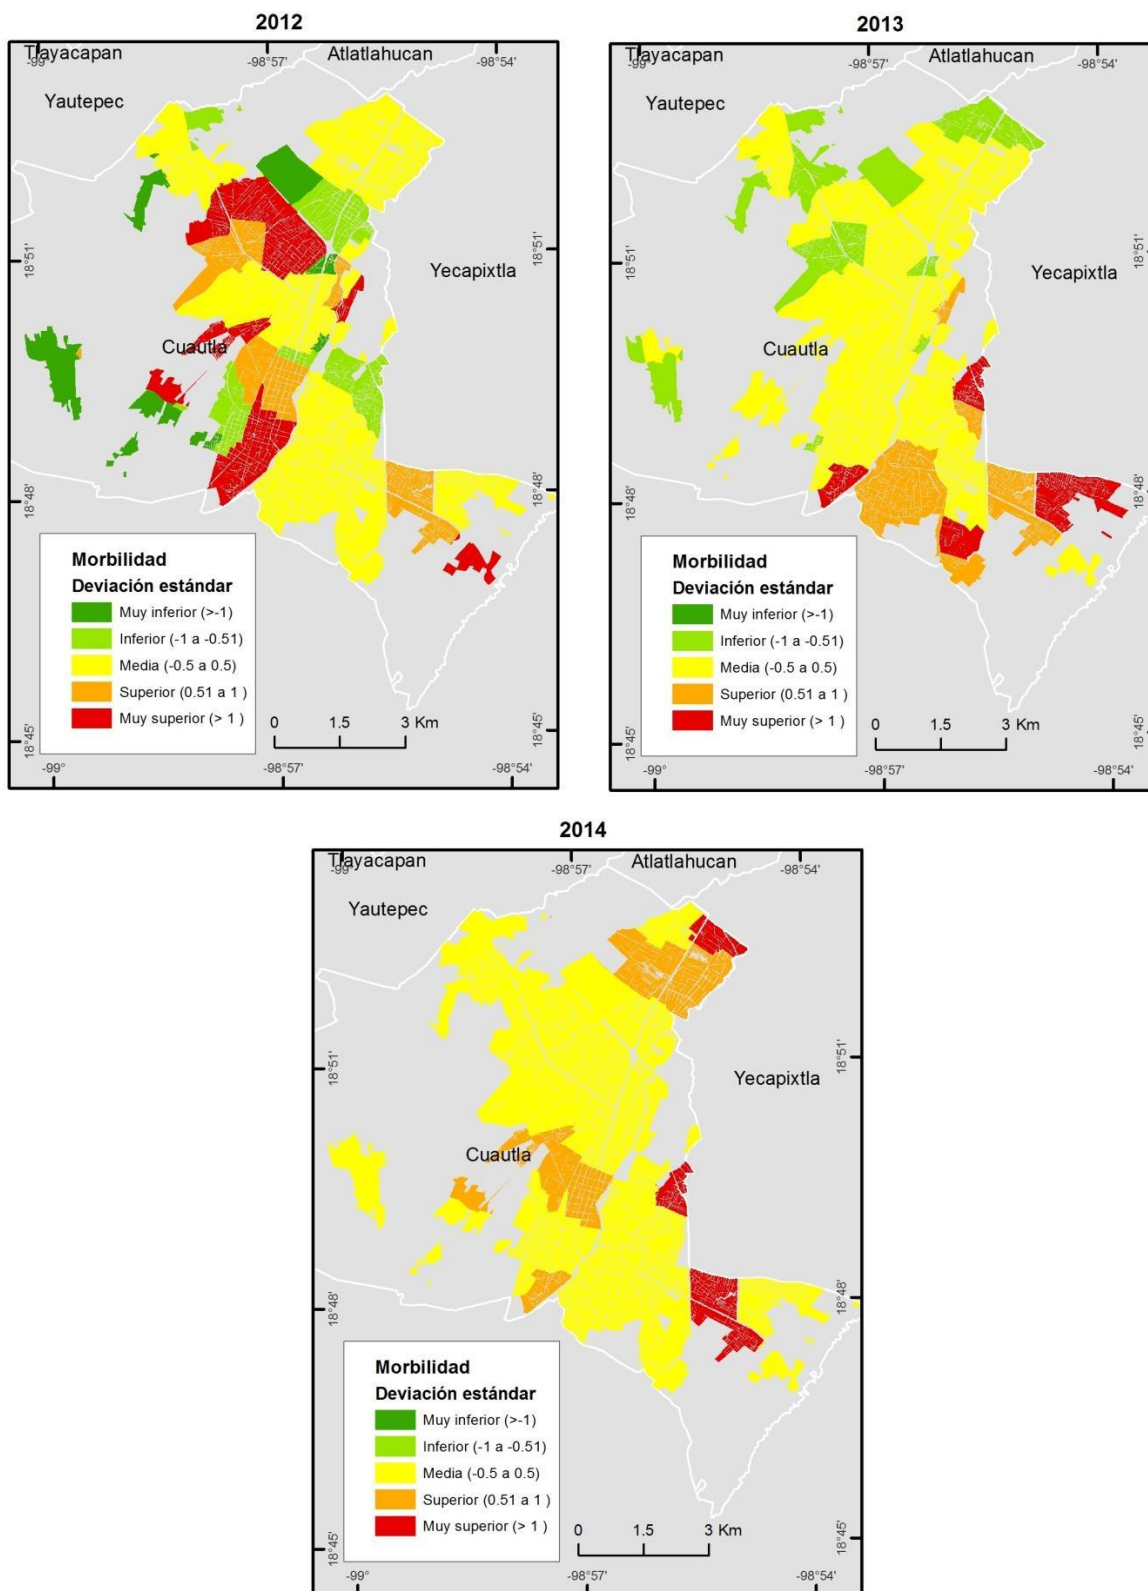 2012
Tlayacapan
Atlatlahucan
-99
-98°57'
-98°54'
Yautepec
18°51'
18°51'
Yecapixtla
Cuautla
18°48'
18°48'
Morbilidad
Deviación estándar
Muy inferior (>-1)
Inferior (-1 a -0.51)
Media (-0.5 a 0.5)
Superior (0.51 a 1 )
Muy superior (> 1 )
0 1.5 3 Km
18°45'
18°45'
-99°
-98°57'
-98°54'
2013
Tlayacapan
Atlatlahucan
-99
-98°57'
-98°54'
Yautepec
18°51'
18°51'
Yecapixtla
Cuautla
18°48'
18°48'
Morbilidad
Deviación estándar
Muy inferior (>-1)
Inferior (-1 a -0.51)
Media (-0.5 a 0.5)
Superior (0.51 a 1 )
Muy superior (> 1 )
0 1.5 3 Km
18°45'
18°45'
-99°
-98°57'
-98°54'
2014
Tlayacapan
Atlatlahucan
-99
-98°57'
-98°54'
Yautepec
18°51'
18°51'
Yecapixtla
Cuautla
18°48'
18°48'
Morbilidad
Deviación estándar
Muy inferior (>-1)
Inferior (-1 a -0.51)
Media (-0.5 a 0.5)
Superior (0.51 a 1 )
Muy superior (> 1 )
0 1.5 3 Km
18°45'
18°45'
-99°
-98°57'
-98°54'